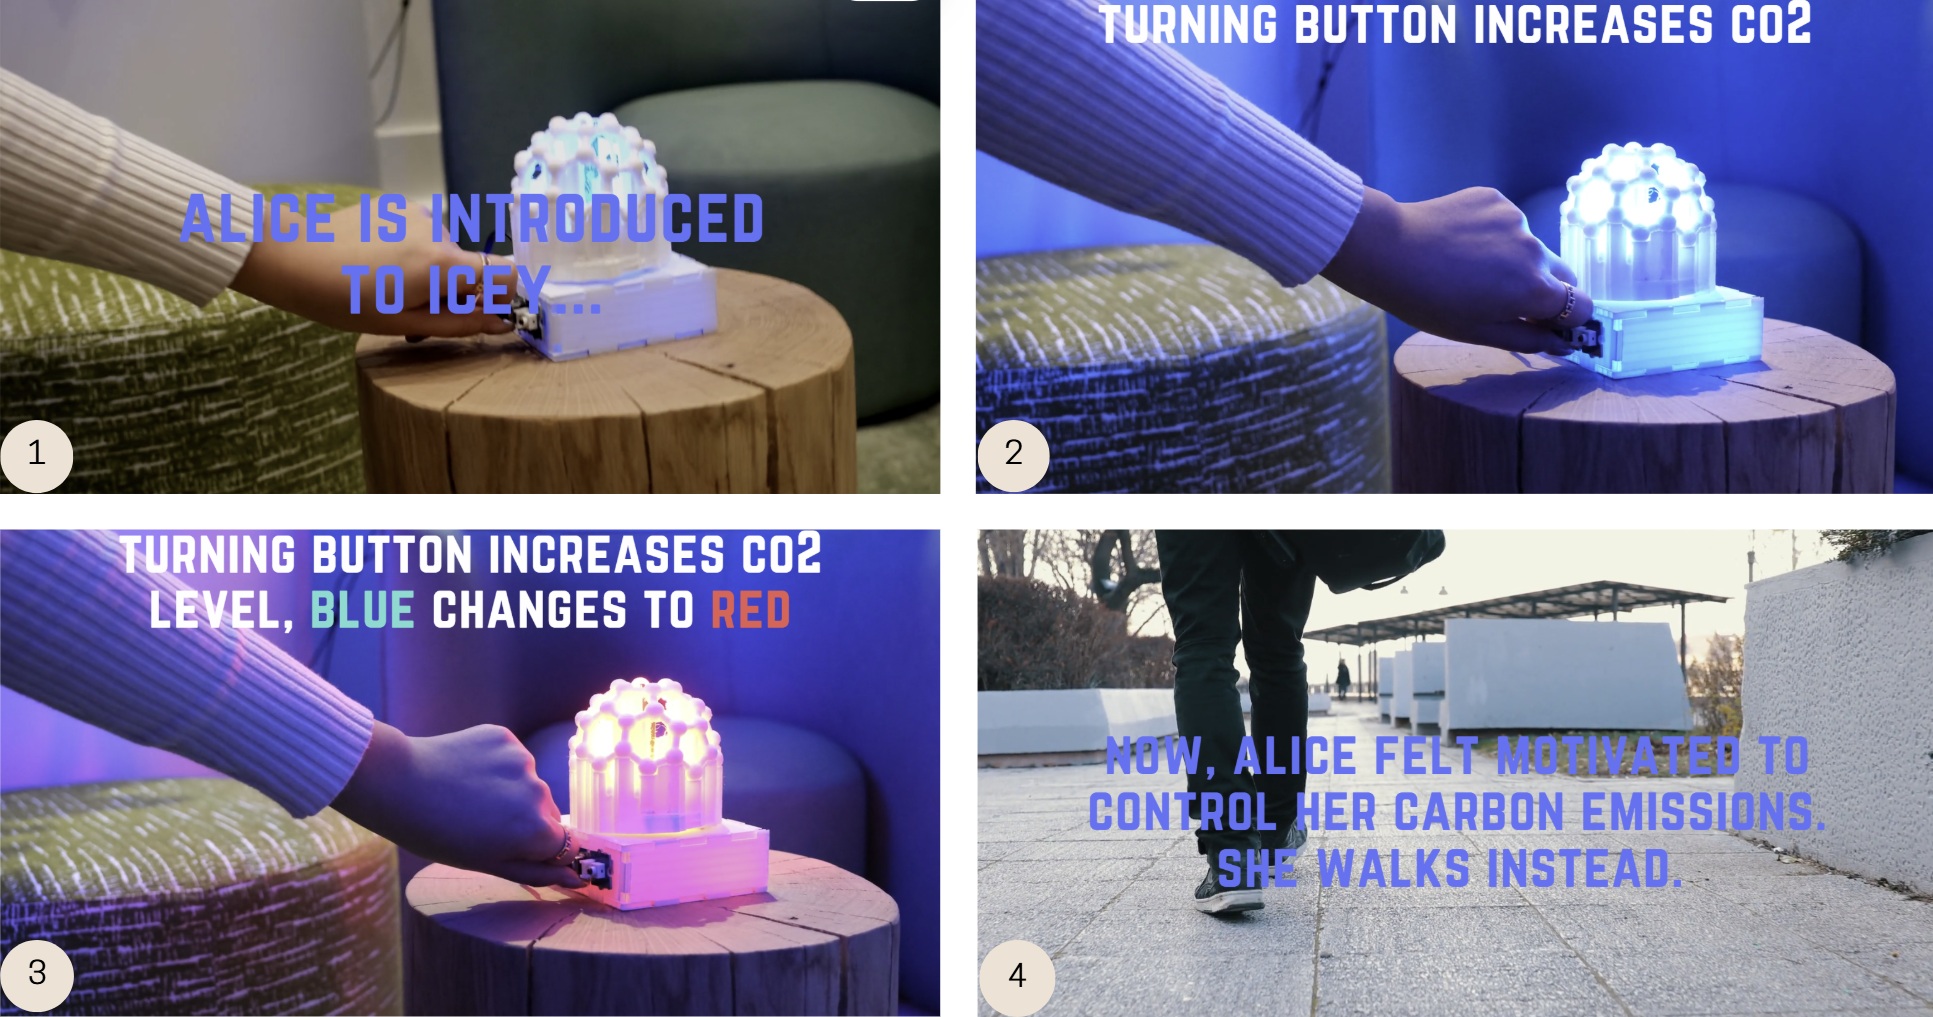 ALICE IS INTRODUCED
TO ICEY...
1
TURNING BUTTON INCREASES CO2
2
TURNING BUTTON INCREASES CO2
LEVEL, BLUE CHANGES TO RED
3
NOW, ALICE FELT MOTIVATED TO
CONTROL HER CARBON EMISSIONS.
SHE WALKS INSTEAD.
4